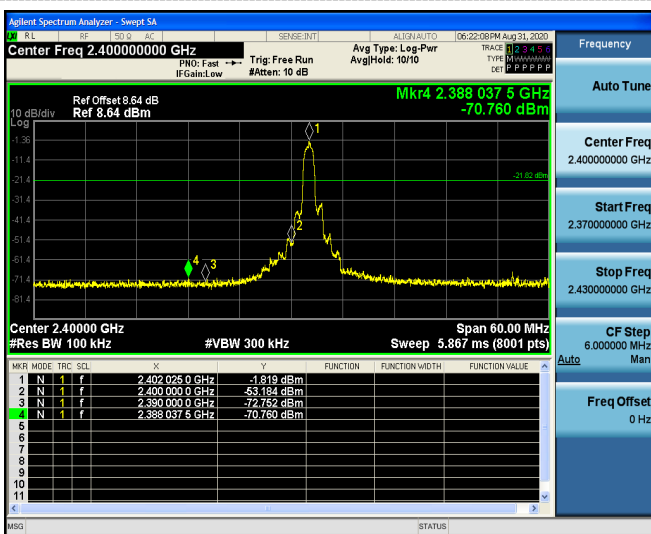 Agilent Spectrum Analyzer - Swept SA
RL RF 50 Ω AC SENSE:INT ALIGN AUTO 06:22:08 PM Aug 31, 2020
Center Freq 2.400000000 GHz
PNO: Fast
IFGain:Low
Trig: Free Run
#Atten: 10 dB
Avg Type: Log-Pwr
Avg|Hold: 10/10
TRACE 1 2 3 4 5 6
TYPE M W W W W W
DET P P P P P P
Frequency
Mkr4 2.388 037 5 GHz
-70.760 dBm
Ref Offset 8.64 dB
10 dB/div Ref 8.64 dBm
Log
-1.36
-11.4
-21.4
-31.4
-41.4
-51.4
-61.4
-71.4
-81.4
1
2
3
4
-21.82 dBm
Center 2.40000 GHz Span 60.00 MHz
#Res BW 100 kHz #VBW 300 kHz Sweep 5.867 ms (8001 pts)
MKR MODE TRC SCL X Y FUNCTION FUNCTION WIDTH FUNCTION VALUE
1 N 1 f 2.402 025 0 GHz -1.819 dBm
2 N 1 f 2.400 000 0 GHz -53.184 dBm
3 N 1 f 2.390 000 0 GHz -72.752 dBm
4 N 1 f 2.388 037 5 GHz -70.760 dBm
5
6
7
8
9
10
11
MSG STATUS
Auto Tune
Center Freq
2.400000000 GHz
Start Freq
2.370000000 GHz
Stop Freq
2.430000000 GHz
CF Step
6.000000 MHz
Auto Man
Freq Offset
0 Hz